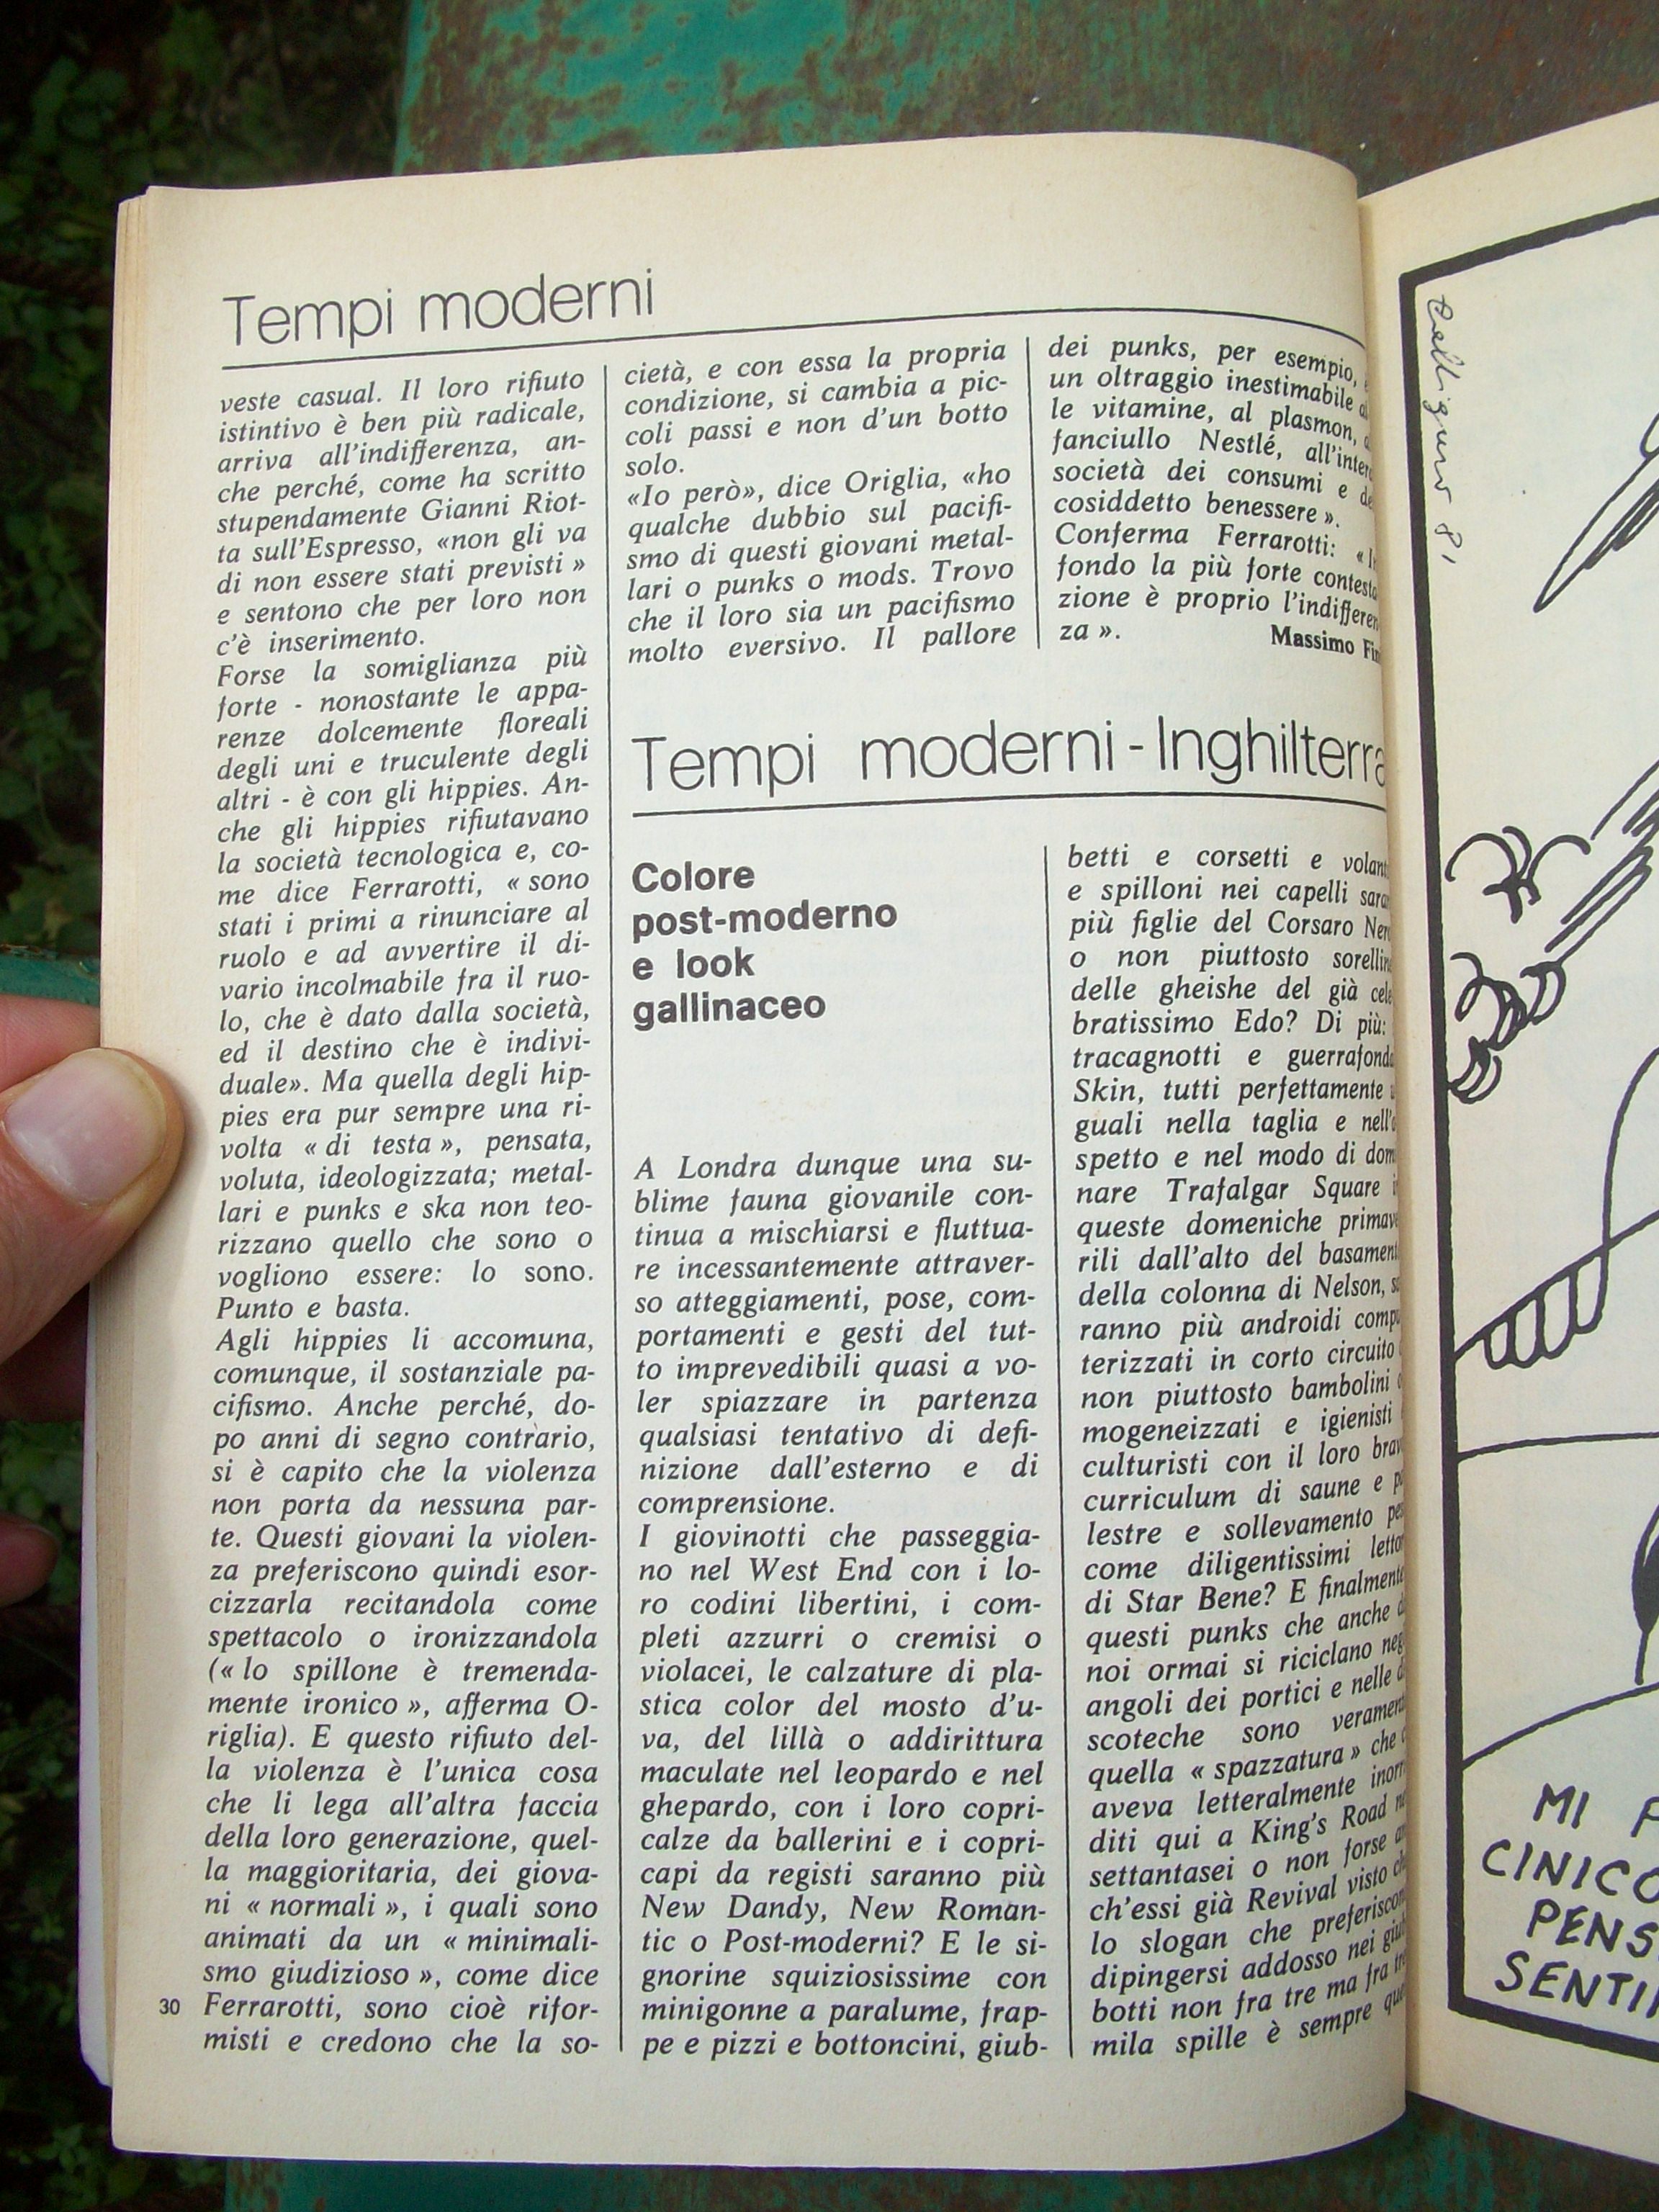 Tempi moderni
veste casual. Il loro rifiuto
istintivo è ben più radicale,
arriva all'indifferenza, an-
che perché, come ha scritto
stupendamente Gianni Riot-
ta sull'Espresso, «non gli va
di non essere stati previsti»
e sentono che per loro non
c'è inserimento.
Forse la somiglianza più
forte - nonostante le appa-
renze dolcemente floreali
degli uni e truculente degli
altri - è con gli hippies. An-
che gli hippies rifiutavano
la società tecnologica e, co-
me dice Ferrarotti, «sono
stati i primi a rinunciare al
ruolo e ad avvertire il di-
vario incolmabile fra il ruo-
lo, che è dato dalla società,
ed il destino che è indivi-
duale». Ma quella degli hip-
pies era pur sempre una ri-
volta «di testa», pensata,
voluta, ideologizzata; metal-
lari e punks e ska non teo-
rizzano quello che sono o
vogliono essere: lo sono.
Punto e basta.
Agli hippies li accomuna,
comunque, il sostanziale pa-
cifismo. Anche perché, do-
po anni di segno contrario,
si è capito che la violenza
non porta da nessuna par-
te. Questi giovani la violen-
za preferiscono quindi esor-
cizzarla recitandola come
spettacolo o ironizzandola
(«lo spillone è tremenda-
mente ironico», afferma O-
riglia). E questo rifiuto del-
la violenza è l'unica cosa
che li lega all'altra faccia
della loro generazione, quel-
la maggioritaria, dei giova-
ni «normali», i quali sono
animati da un «minimali-
smo giudizioso», come dice
Ferrarotti, sono cioè rifor-
misti e credono che la so-
30
cietà, e con essa la propria
condizione, si cambia a pic-
coli passi e non d'un botto
solo.
«Io però», dice Origlia, «ho
qualche dubbio sul pacifi-
smo di questi giovani metal-
lari o punks o mods. Trovo
che il loro sia un pacifismo
molto eversivo. Il pallore
dei punks, per esempio,
un oltraggio inestimabile
le vitamine, al plasmon,
fanciullo Nestlé, all'inter
società dei consumi e
cosiddetto benessere».
Conferma Ferrarotti:
fondo la più forte contesta
zione è proprio l'indifferen
za».
Massimo
Tempi moderni - Inghilterra
Colore
post-moderno
e look
gallinaceo
A Londra dunque una su-
blime fauna giovanile con-
tinua a mischiarsi e fluttua-
re incessantemente attraver-
so atteggiamenti, pose, com-
portamenti e gesti del tut-
to imprevedibili quasi a vo-
ler spiazzare in partenza
qualsiasi tentativo di defi-
nizione dall'esterno e di
comprensione.
I giovinotti che passeggia-
no nel West End con i lo-
ro codini libertini, i com-
pleti azzurri o cremisi o
violacei, le calzature di pla-
stica color del mosto d'u-
va, del lillà o addirittura
maculate nel leopardo e nel
ghepardo, con i loro copri-
calze da ballerini e i copri-
capi da registi saranno più
New Dandy, New Roman-
tic o Post-moderni? E le si-
gnorine squiziosissime con
minigonne a paralume, frap-
pe e pizzi e bottoncini, giub-
betti e corsetti e volant
e spilloni nei capelli
più figlie del Corsaro
o non piuttosto
delle gheishe del già cele
bratissimo Edo? Di più:
tracagnotti e guerrafonda
Skin, tutti perfettamente
guali nella taglia e
spetto e nel modo di
nare Trafalgar Square
queste domeniche primave
rili dall'alto del
della colonna di Nelson,
ranno più androidi compu
terizzati in corto circuito
non piuttosto bambolini
mogeneizzati e igienisti
culturisti con il loro
curriculum di saune e
lestre e sollevamento
come diligentissimi
di Star Bene? E finalmente
questi punks che anche
noi ormai si riciclano
angoli dei portici e nelle
scoteche sono
quella «spazzatura» che
aveva letteralmente inorri
diti qui a King's Road
settantasei o non forse
ch'essi già Revival visto
lo slogan che
dipingersi addosso nei
botti non fra tre ma fra
mila spille è sempre
81
MI
CINICO
PENS
SENTI